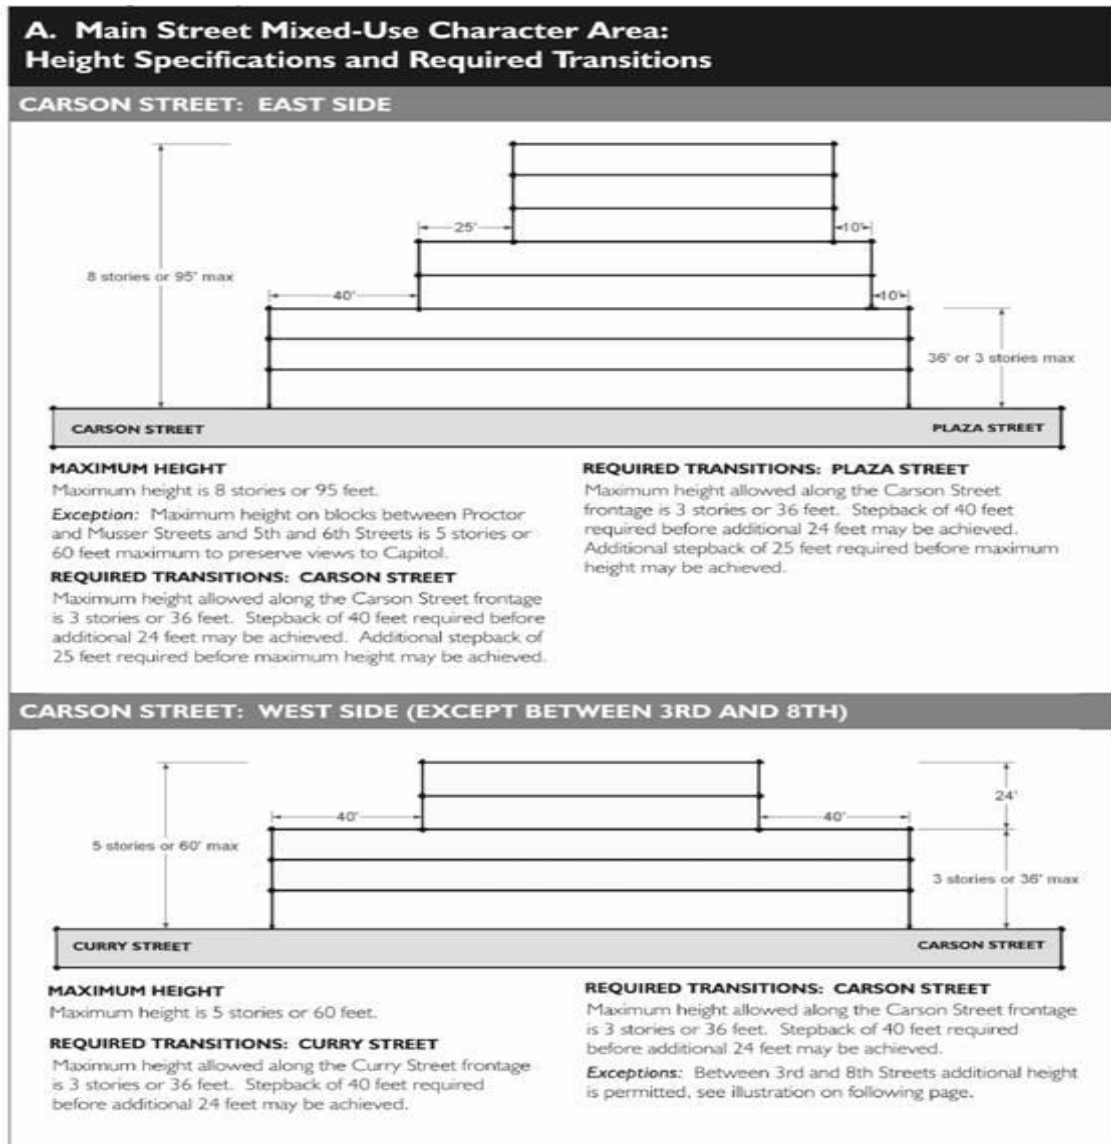 A. Main Street Mixed-Use Character Area:
Height Specifications and Required Transitions
CARSON STREET: EAST SIDE
25'
10'
8 stories or 95' max
40'
10'
36' or 3 stories max
CARSON STREET
PLAZA STREET
MAXIMUM HEIGHT
Maximum height is 8 stories or 95 feet.
Exception: Maximum height on blocks between Proctor
and Musser Streets and 5th and 6th Streets is 5 stories or
60 feet maximum to preserve views to Capitol.
REQUIRED TRANSITIONS: CARSON STREET
Maximum height allowed along the Carson Street frontage
is 3 stories or 36 feet. Stepback of 40 feet required before
additional 24 feet may be achieved. Additional stepback of
25 feet required before maximum height may be achieved.
REQUIRED TRANSITIONS: PLAZA STREET
Maximum height allowed along the Carson Street
frontage is 3 stories or 36 feet. Stepback of 40 feet
required before additional 24 feet may be achieved.
Additional stepback of 25 feet required before maximum
height may be achieved.
CARSON STREET: WEST SIDE (EXCEPT BETWEEN 3RD AND 8TH)
24'
40'
40'
5 stories or 60' max
3 stories or 36' max
CURRY STREET
CARSON STREET
MAXIMUM HEIGHT
Maximum height is 5 stories or 60 feet.
REQUIRED TRANSITIONS: CURRY STREET
Maximum height allowed along the Curry Street frontage
is 3 stories or 36 feet. Stepback of 40 feet required
before additional 24 feet may be achieved.
REQUIRED TRANSITIONS: CARSON STREET
Maximum height allowed along the Carson Street frontage
is 3 stories or 36 feet. Stepback of 40 feet required
before additional 24 feet may be achieved.
Exceptions: Between 3rd and 8th Streets additional height
is permitted, see illustration on following page.